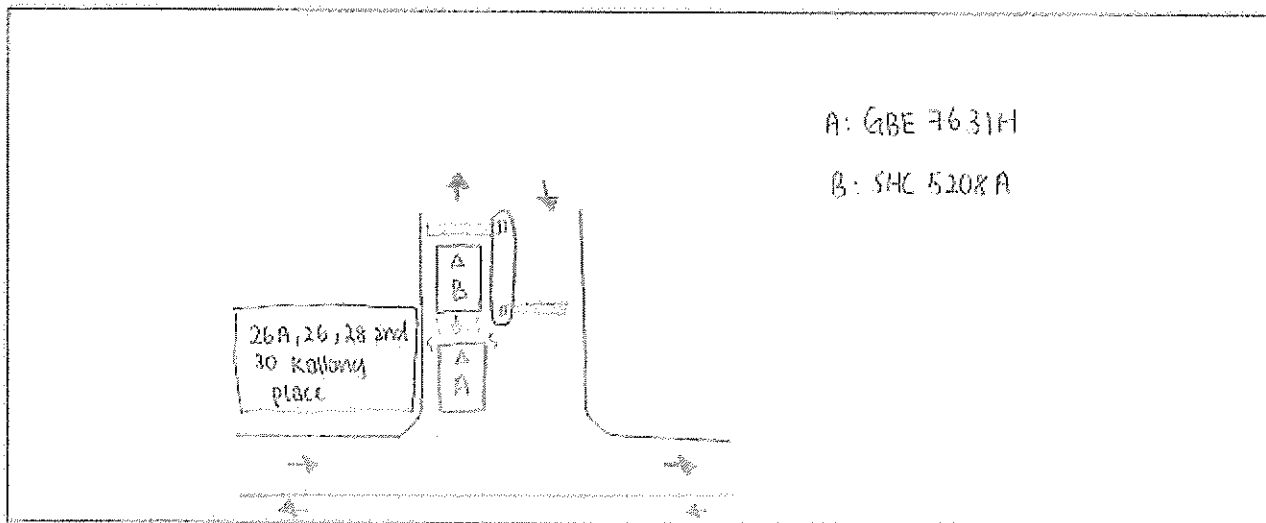 A: GBE 7631H
B: SHC 5208A
B
26A, 26, 28 and
30 Kallang
place
A